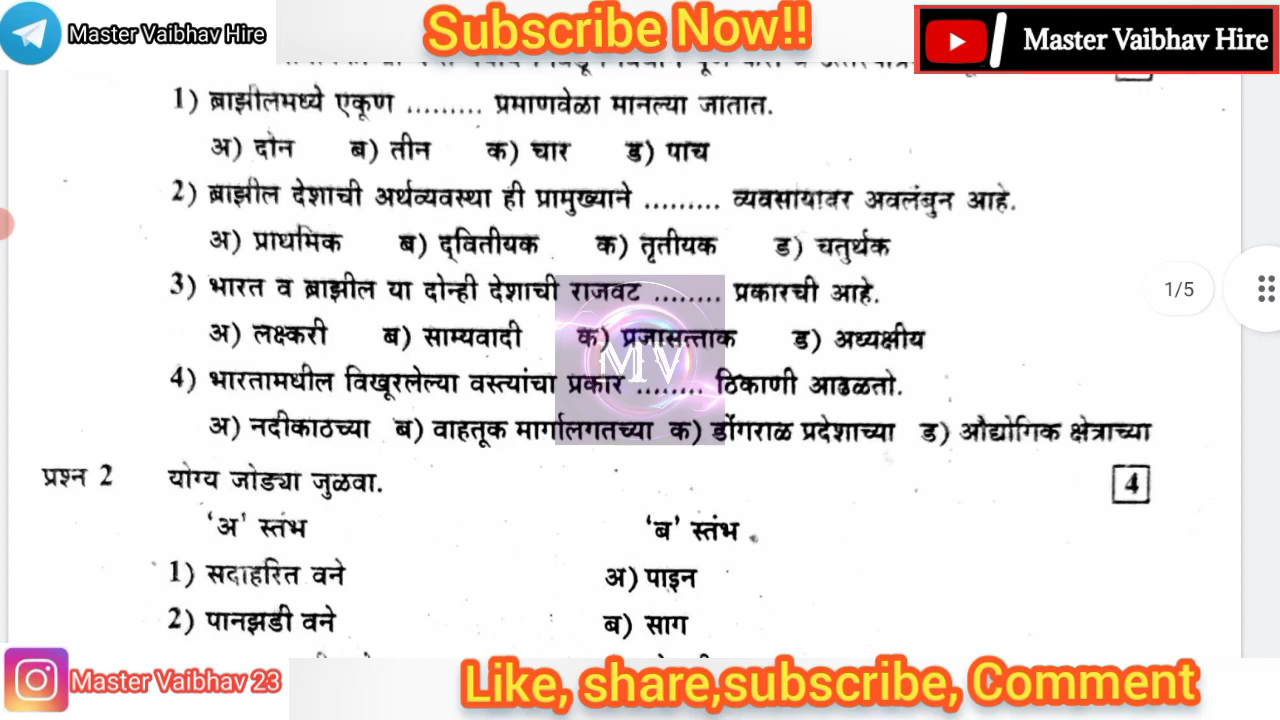 Master Vaibhav Hire
Subscribe Now!!
Master Vaibhav Hire
1) ब्राझीलमध्ये एकूण ......... प्रमाणवेळा मानल्या जातात.
अ) दोन ब) तीन क) चार ड) पाच
2) ब्राझील देशाची अर्थव्यवस्था ही प्रामुख्याने ......... व्यवसायावर अवलंबुन आहे.
अ) प्राथमिक ब) द्वितीयक क) तृतीयक ड) चतुर्थक
3) भारत व ब्राझील या दोन्ही देशाची राजवट ........ प्रकारची आहे.
1/5
अ) लक्ष्करी ब) साम्यवादी क) प्रजासत्ताक ड) अध्यक्षीय
MV
4) भारतामधील विखूरलेल्या वस्त्यांचा प्रकार ........ ठिकाणी आढळतो.
अ) नदीकाठच्या ब) वाहतूक मार्गालगतच्या क) डोंगराळ प्रदेशाच्या ड) औद्योगिक क्षेत्राच्या
प्रश्न 2 योग्य जोड्या जुळवा. 4
'अ' स्तंभ 'ब' स्तंभ
1) सदाहरित वने अ) पाइन
2) पानझडी वने ब) साग
Master Vaibhav 23
Like, share,subscribe, Comment